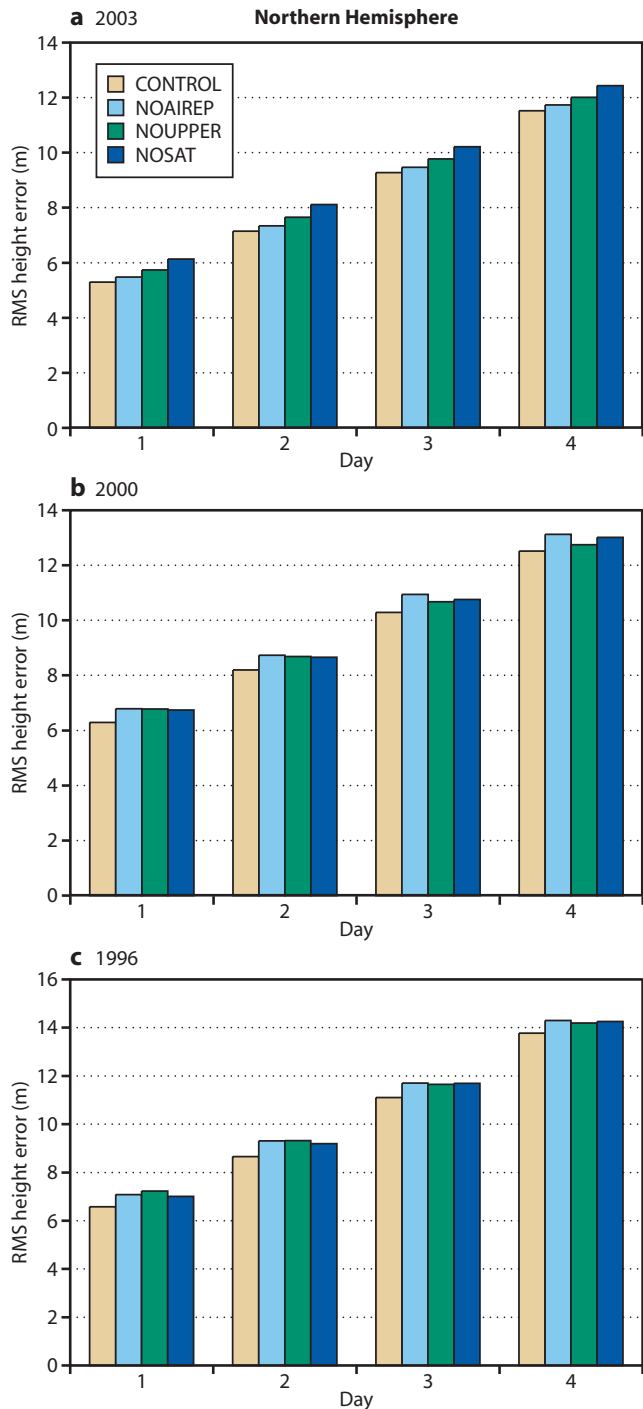 a 2003 Northern Hemisphere
14
12
10
8
6
4
2
0
RMS height error (m)
CONTROL
NOAIREP
NOUPPER
NOSAT
1 2 3 4
Day
b 2000
14
12
10
8
6
4
2
0
RMS height error (m)
1 2 3 4
Day
c 1996
16
14
12
10
8
6
4
2
0
RMS height error (m)
1 2 3 4
Day